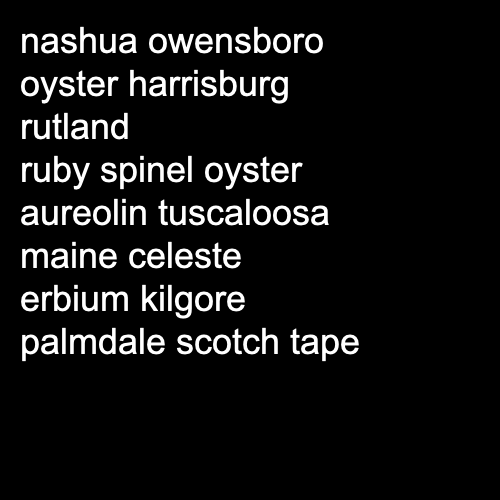 nashua owensboro
oyster harrisburg
rutland
ruby spinel oyster
aureolin tuscaloosa
maine celeste
erbium kilgore
palmdale scotch tape